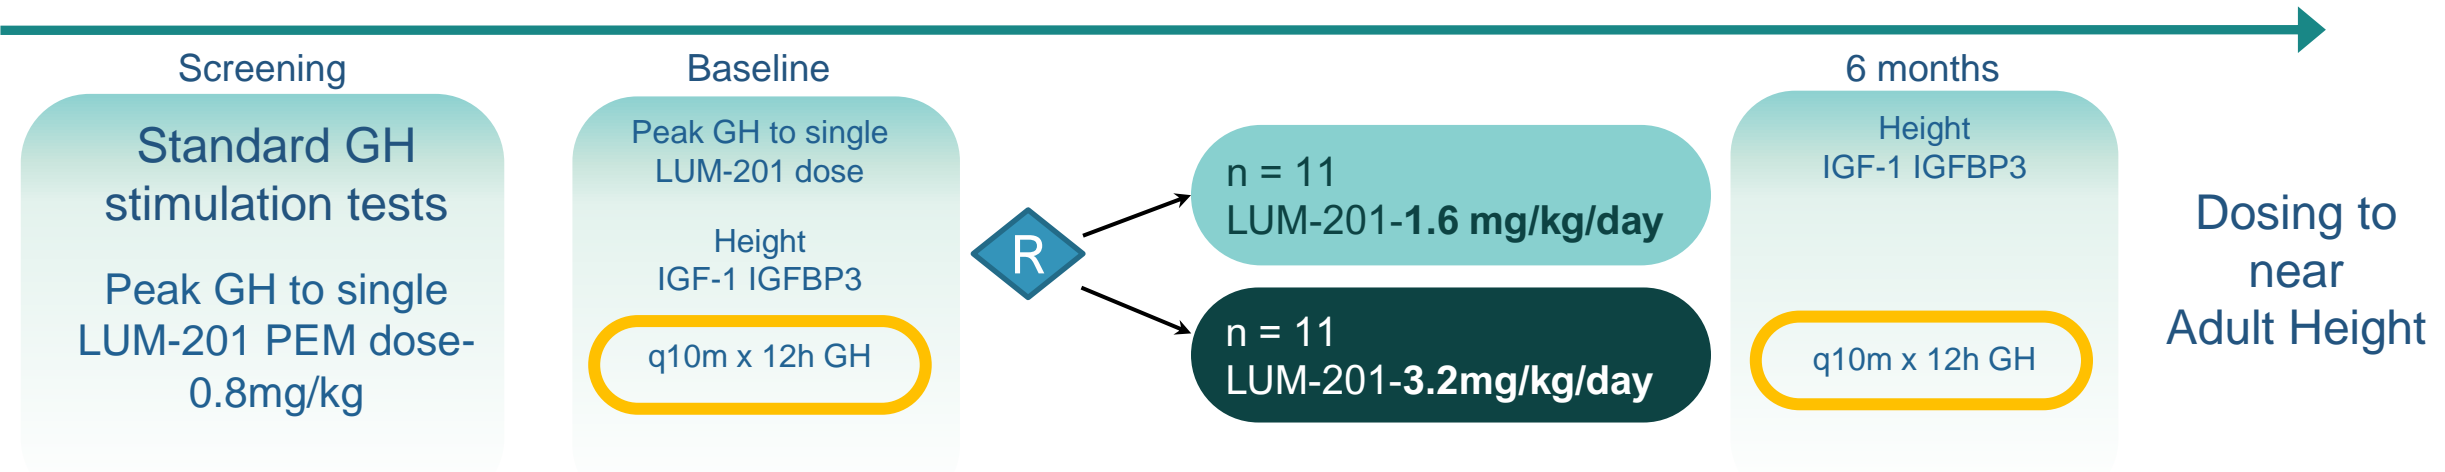 Screening
Standard GH
stimulation tests
Peak GH to single
LUM-201 PEM dose-
0.8mg/kg
Baseline
Peak GH to single
LUM-201 dose
Height
IGF-1 IGFBP3
q10m x 12h GH
R
n = 11
LUM-201-1.6 mg/kg/day
n = 11
LUM-201-3.2mg/kg/day
6 months
Height
IGF-1 IGFBP3
q10m x 12h GH
Dosing to
near
Adult Height